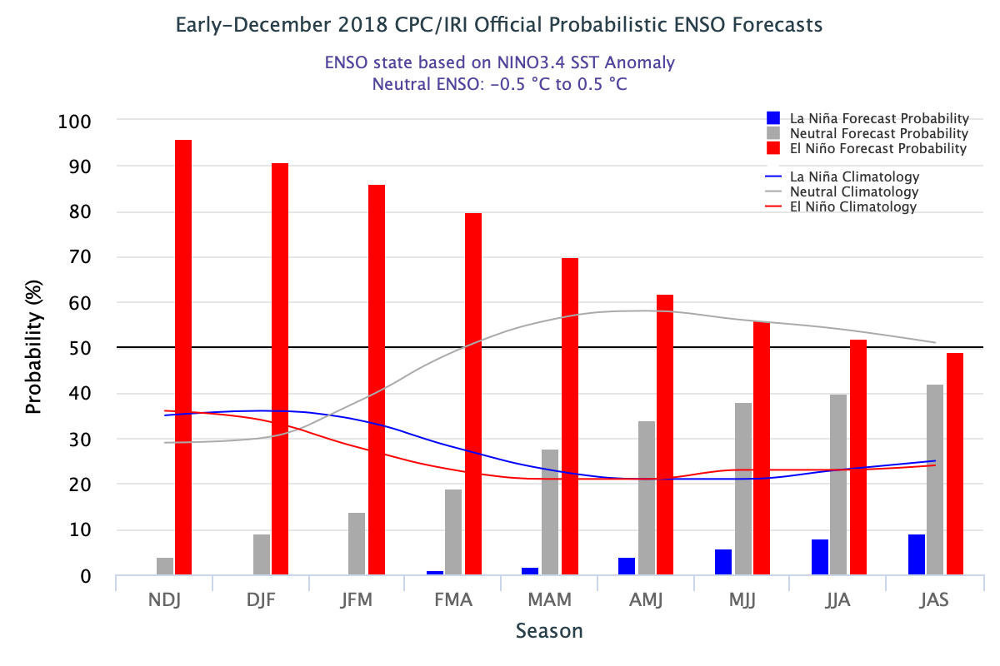 Early-December 2018 CPC/IRI Official Probabilistic ENSO Forecasts
ENSO state based on NINO3.4 SST Anomaly
Neutral ENSO: -0.5 °C to 0.5 °C
La Niña Forecast Probability
Neutral Forecast Probability
El Niño Forecast Probability
La Niña Climatology
Neutral Climatology
El Niño Climatology
Probability (%)
100
90
80
70
60
50
40
30
20
10
0
NDJ DJF JFM FMA MAM AMJ MJJ JJA JAS
Season